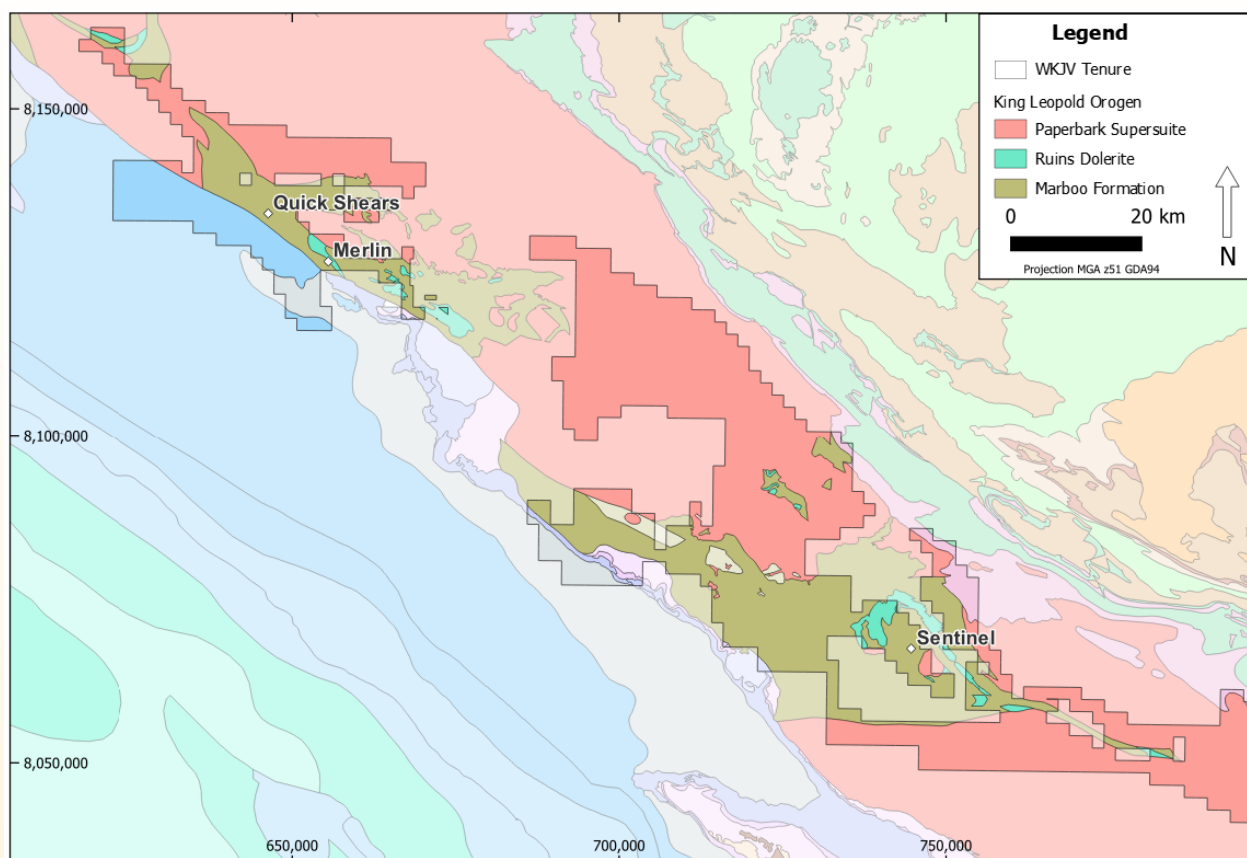 Legend
WKJV Tenure
King Leopold Orogen
Paperbark Supersuite
Ruins Dolerite
Marboo Formation
0 20 km
N
Projection MGA z51 GDA94
8,150,000
Quick Shears
Merlin
8,100,000
Sentinel
8,050,000
650,000 700,000 750,000